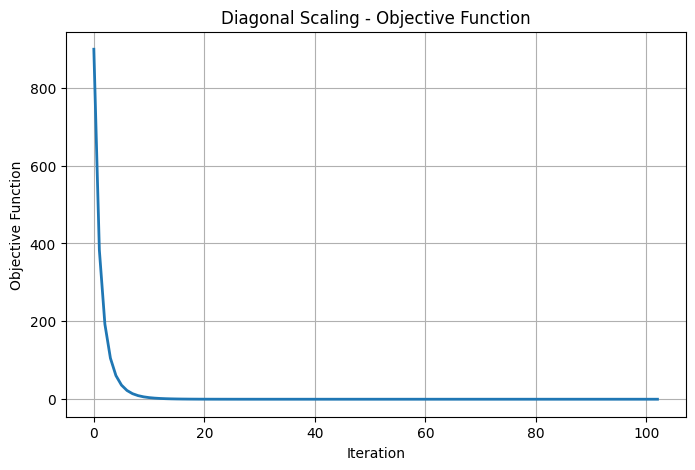 Diagonal Scaling - Objective Function
Objective Function
800
600
400
200
0
0 20 40 60 80 100
Iteration